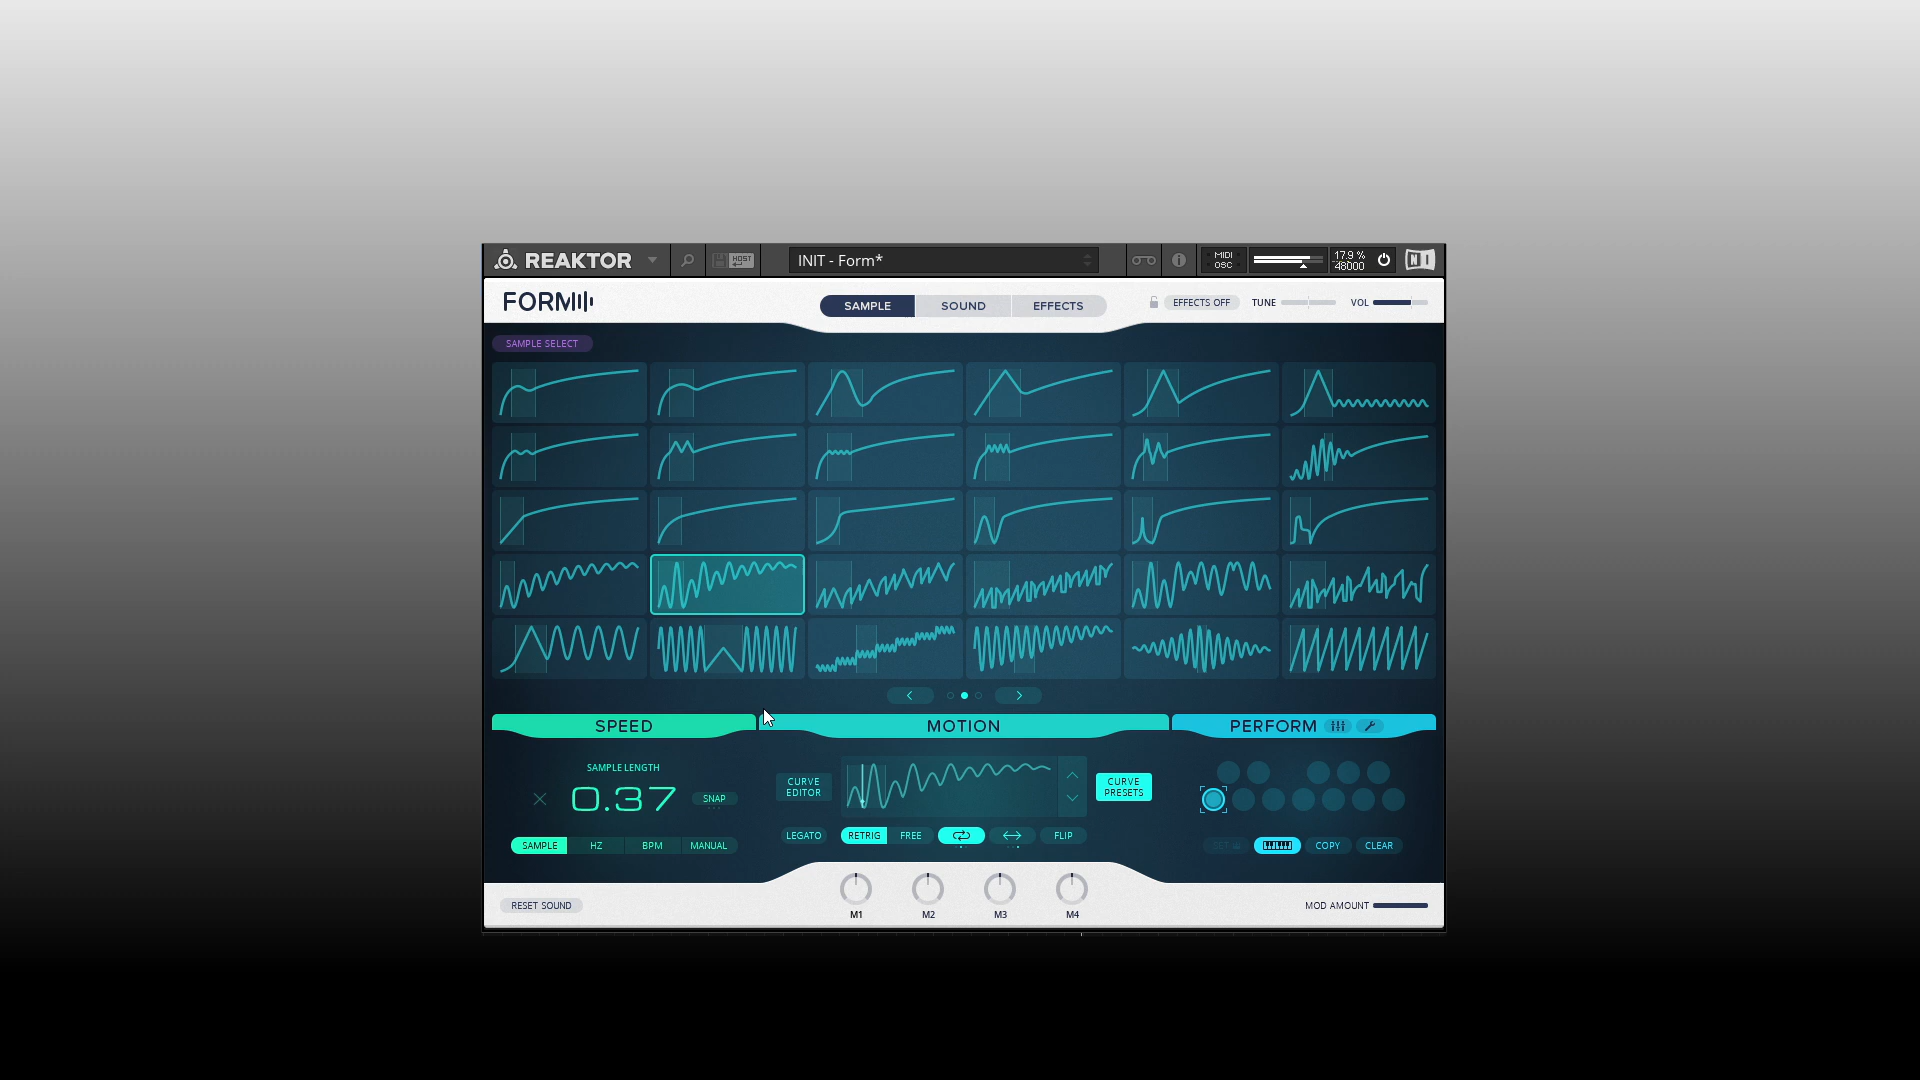 REAKTOR
HOST
INIT - Form*
MIDI
OSC
17.9 %
48000
NI
FORM
SAMPLE
SOUND
EFFECTS
EFFECTS OFF
TUNE
VOL
SAMPLE SELECT
SPEED
MOTION
PERFORM
SAMPLE LENGTH
0.37
SNAP
SAMPLE
HZ
BPM
MANUAL
CURVE
EDITOR
CURVE
PRESETS
LEGATO
RETRIG
FREE
FLIP
COPY
CLEAR
RESET SOUND
M1
M2
M3
M4
MOD AMOUNT